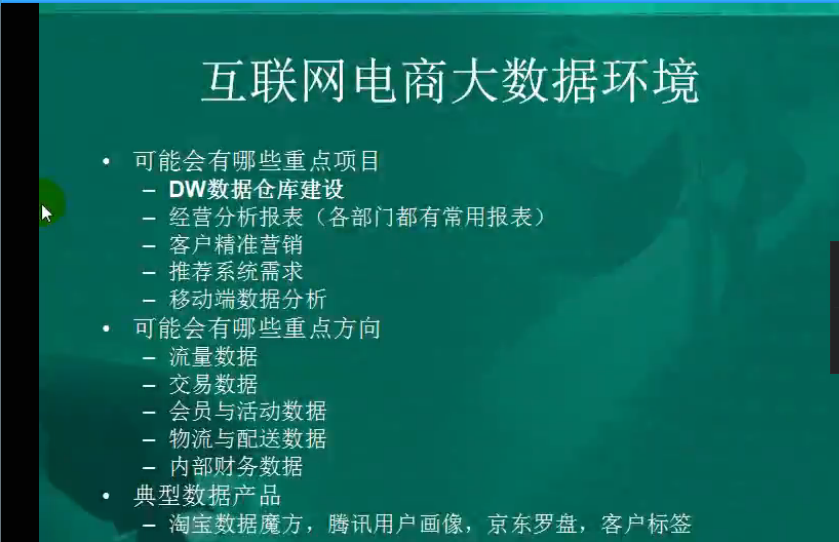 互联网电商大数据环境
• 可能会有哪些重点项目
– DW数据仓库建设
– 经营分析报表（各部门都有常用报表）
– 客户精准营销
– 推荐系统需求
– 移动端数据分析
• 可能会有哪些重点方向
– 流量数据
– 交易数据
– 会员与活动数据
– 物流与配送数据
– 内部财务数据
• 典型数据产品
– 淘宝数据魔方，腾讯用户画像，京东罗盘，客户标签